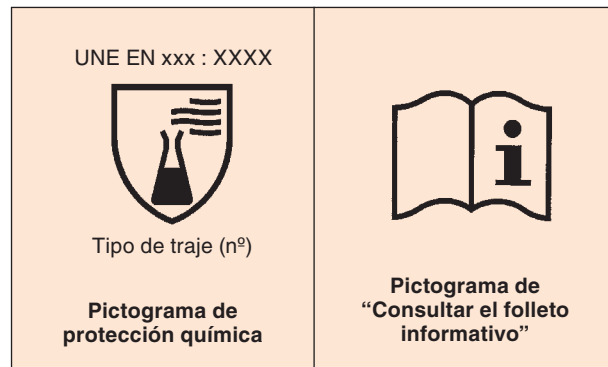 UNE EN xxx : XXXX
Tipo de traje (nº)
Pictograma de
protección química
i
Pictograma de
“Consultar el folleto
informativo”